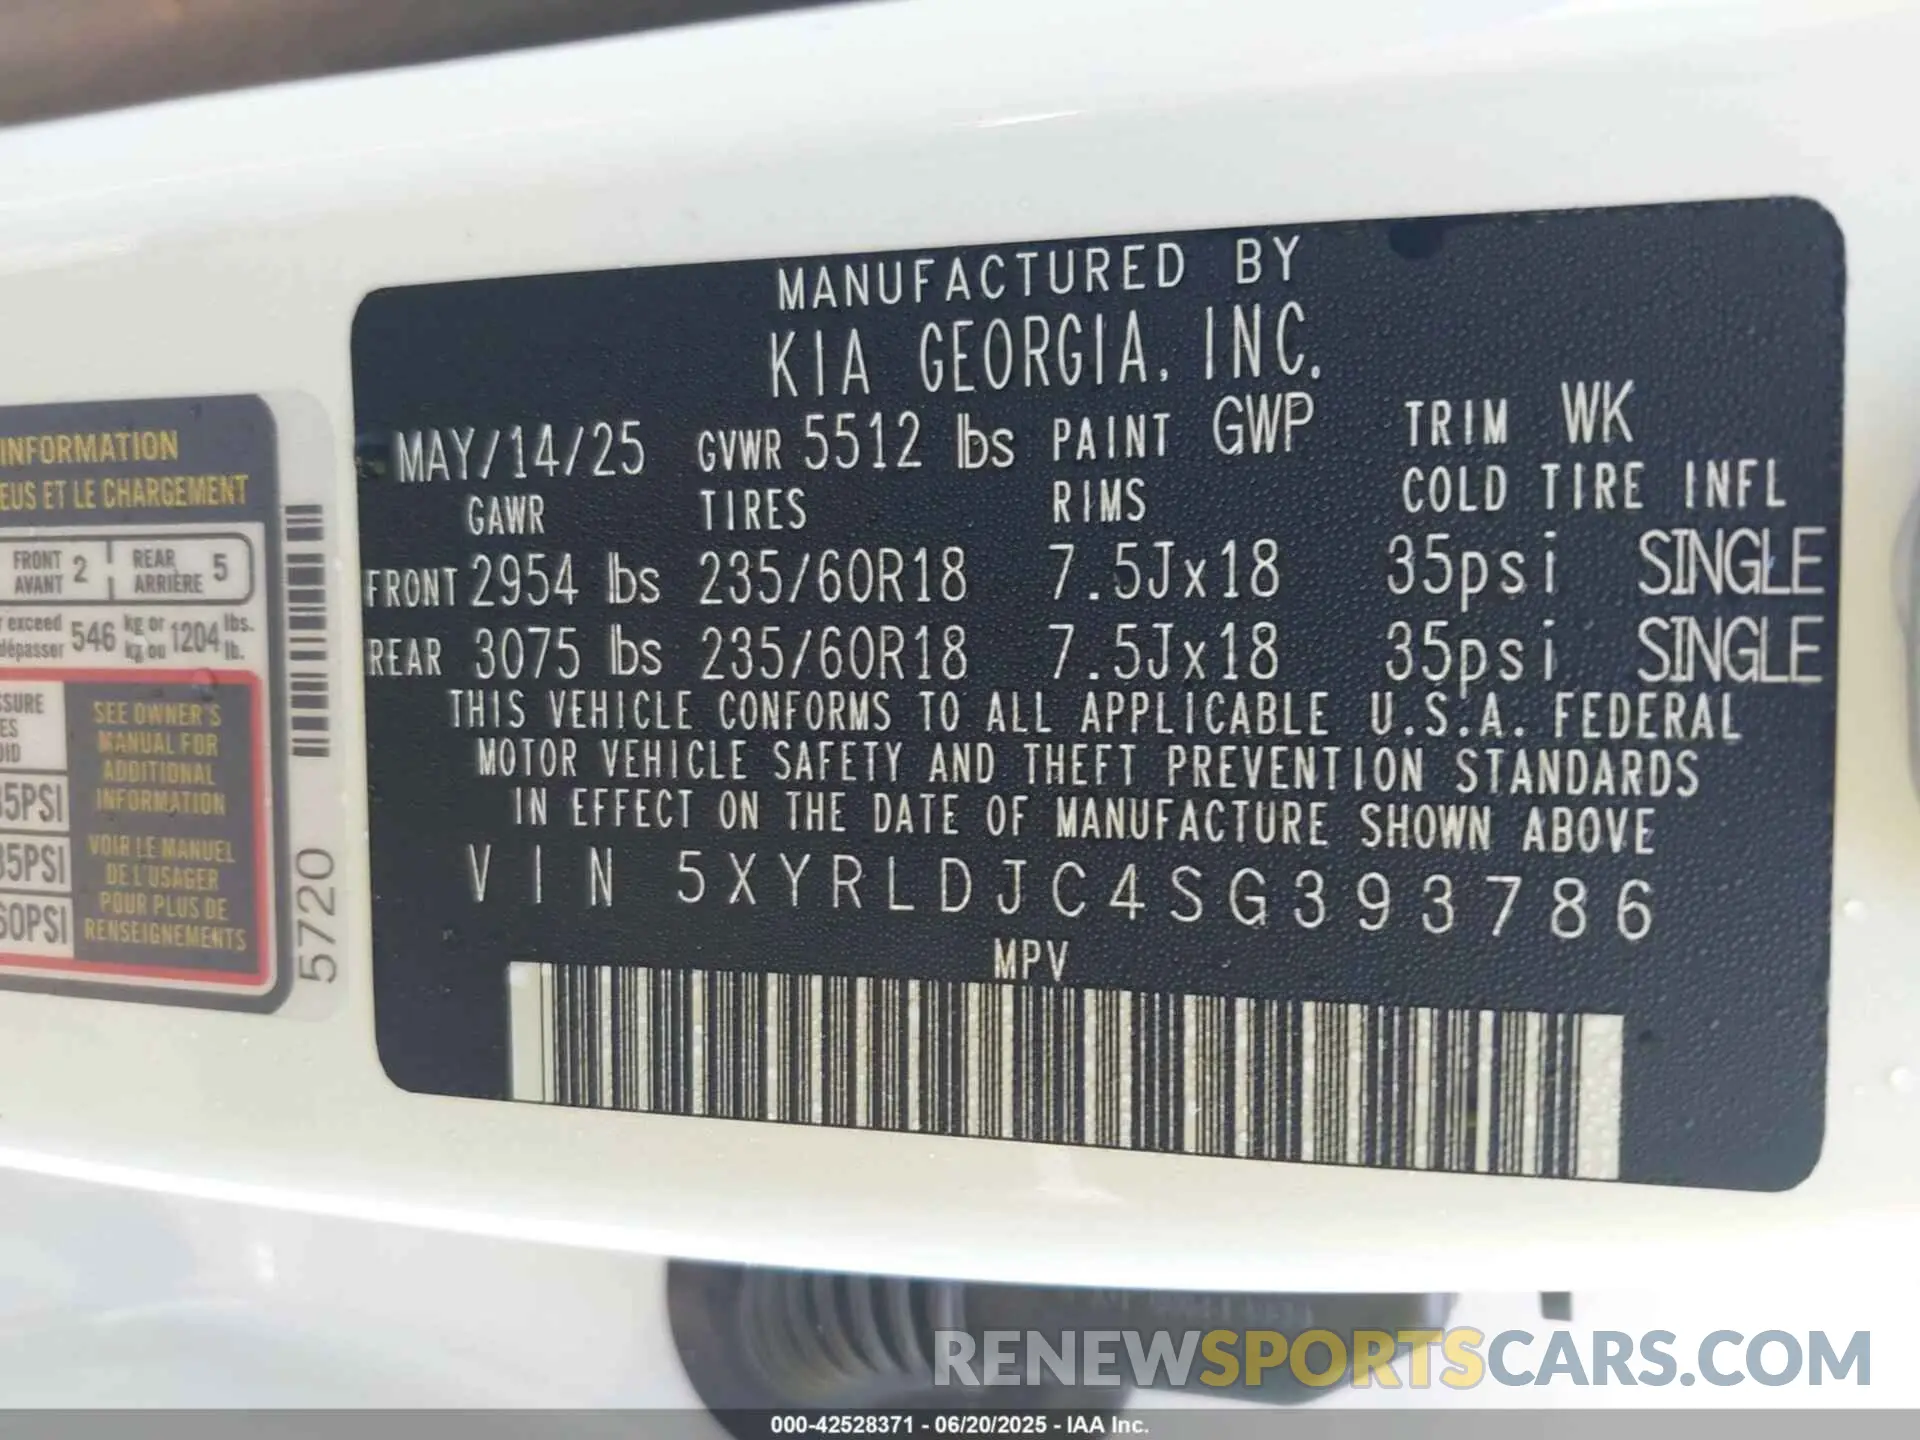 MANUFACTURED BY
KIA GEORGIA, INC.
MAY/14/25 GVWR 5512 lbs PAINT GWP TRIM WK
GAWR TIRES RIMS COLD TIRE INFL
FRONT 2954 lbs 235/60R18 7.5Jx18 35psi SINGLE
REAR 3075 lbs 235/60R18 7.5Jx18 35psi SINGLE
THIS VEHICLE CONFORMS TO ALL APPLICABLE U.S.A. FEDERAL
MOTOR VEHICLE SAFETY AND THEFT PREVENTION STANDARDS
IN EFFECT ON THE DATE OF MANUFACTURE SHOWN ABOVE
VIN 5XYRLDJC4SG393786
MPV
INFORMATION
EUS ET LE CHARGEMENT
FRONT AVANT 2 REAR ARRIÈRE 5
exceed 546 kg or 1204 lbs.
dépasser kg ou lb.
SSURE
ES
OID
35PSI
35PSI
60PSI
SEE OWNER'S
MANUAL FOR
ADDITIONAL
INFORMATION
VOIR LE MANUEL
DE L'USAGER
POUR PLUS DE
RENSEIGNEMENTS
5720
RENEWSPORTSCARS.COM
000-42528371 - 06/20/2025 - IAA Inc.